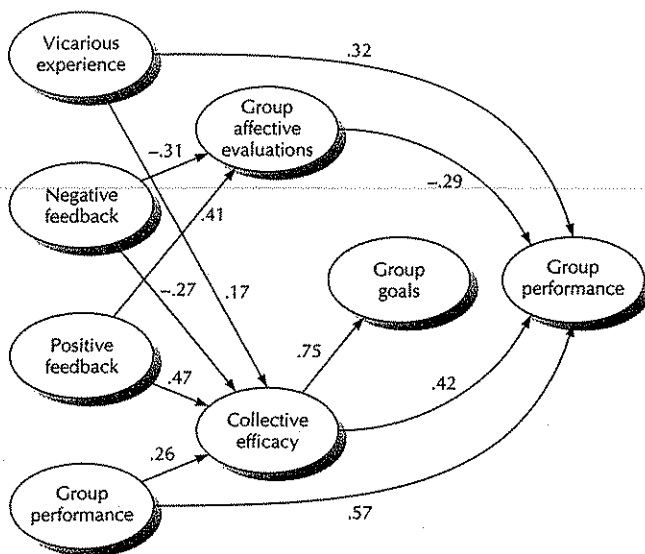 Vicarious
experience
.32
Group
affective
evaluations
–.31
–.29
Negative
feedback
.41
Group
goals
Group
performance
–.27
.17
Positive
feedback
.75
.47
.42
Collective
efficacy
.26
Group
performance
.57